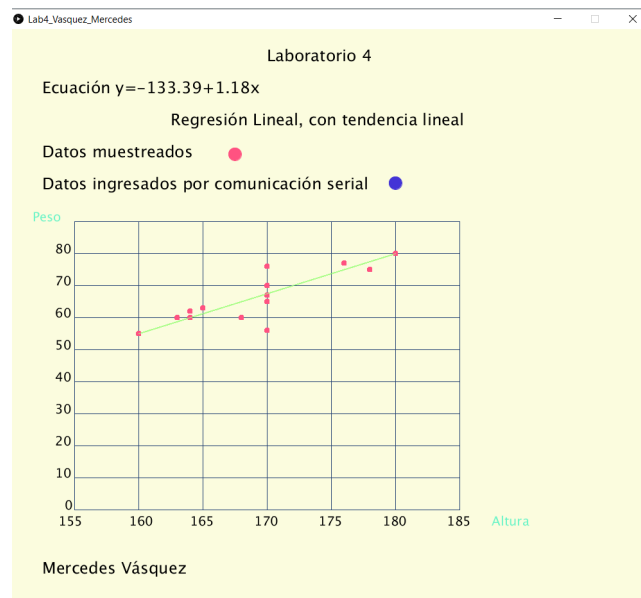 Lab4_Vasquez_Mercedes
Laboratorio 4
Ecuación y=-133.39+1.18x
Regresión Lineal, con tendencia lineal
Datos muestreados
Datos ingresados por comunicación serial
Peso
80
70
60
50
40
30
20
10
0
155 160 165 170 175 180 185 Altura
Mercedes Vásquez